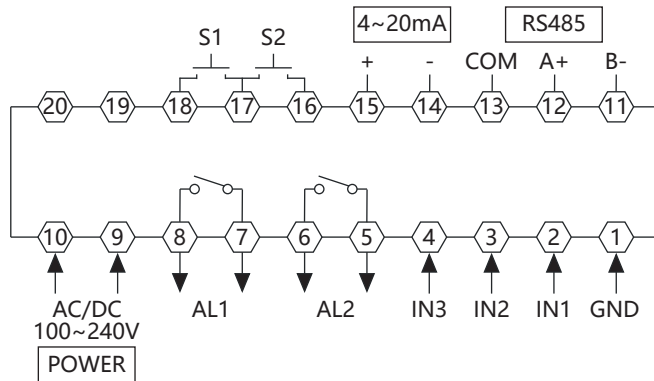 4~20mA RS485
S1 S2
+ - COM A+ B-
20 19 18 17 16 15 14 13 12 11
10 9 8 7 6 5 4 3 2 1
AC/DC AL1 AL2 IN3 IN2 IN1 GND
100~240V
POWER